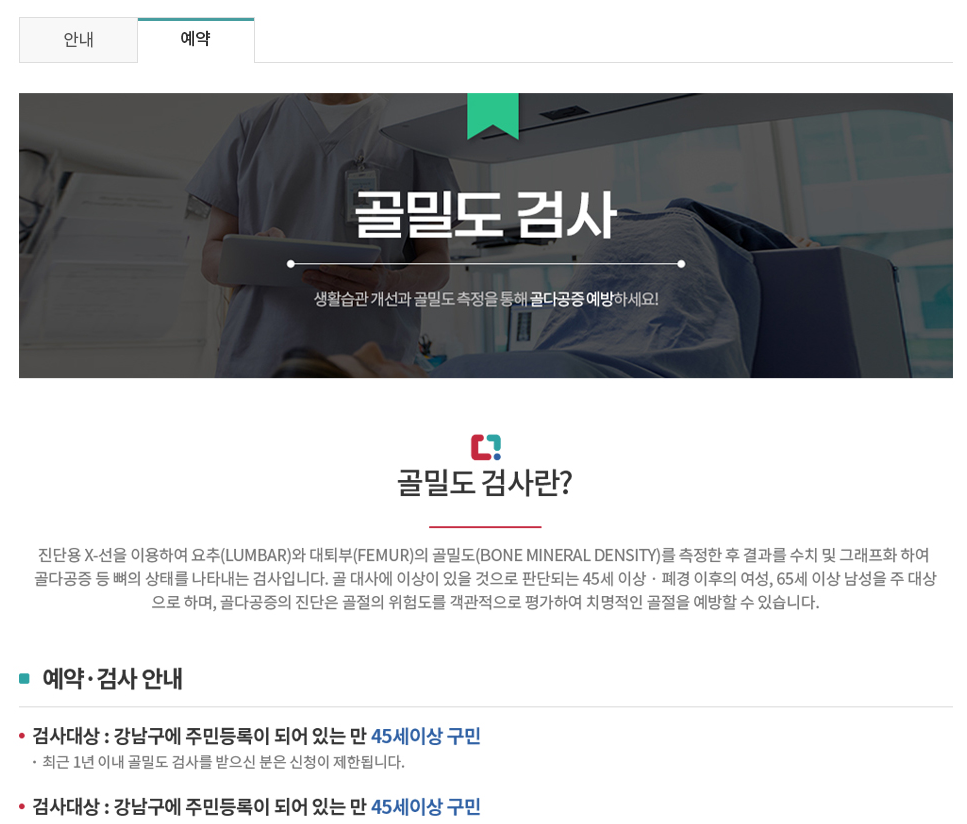 안내
예약
골밀도 검사
생활습관 개선과 골밀도 측정을 통해 골다공증 예방하세요!
골밀도 검사란?
진단용 X-선을 이용하여 요추(LUMBAR)와 대퇴부(FEMUR)의 골밀도(BONE MINERAL DENSITY)를 측정한 후 결과를 수치 및 그래프화 하여
골다공증 등 뼈의 상태를 나타내는 검사입니다. 골 대사에 이상이 있을 것으로 판단되는 45세 이상 · 폐경 이후의 여성, 65세 이상 남성을 주 대상
으로 하며, 골다공증의 진단은 골절의 위험도를 객관적으로 평가하여 치명적인 골절을 예방할 수 있습니다.
예약·검사 안내
검사대상 : 강남구에 주민등록이 되어 있는 만 45세이상 구민
· 최근 1년 이내 골밀도 검사를 받으신 분은 신청이 제한됩니다.
검사대상 : 강남구에 주민등록이 되어 있는 만 45세이상 구민